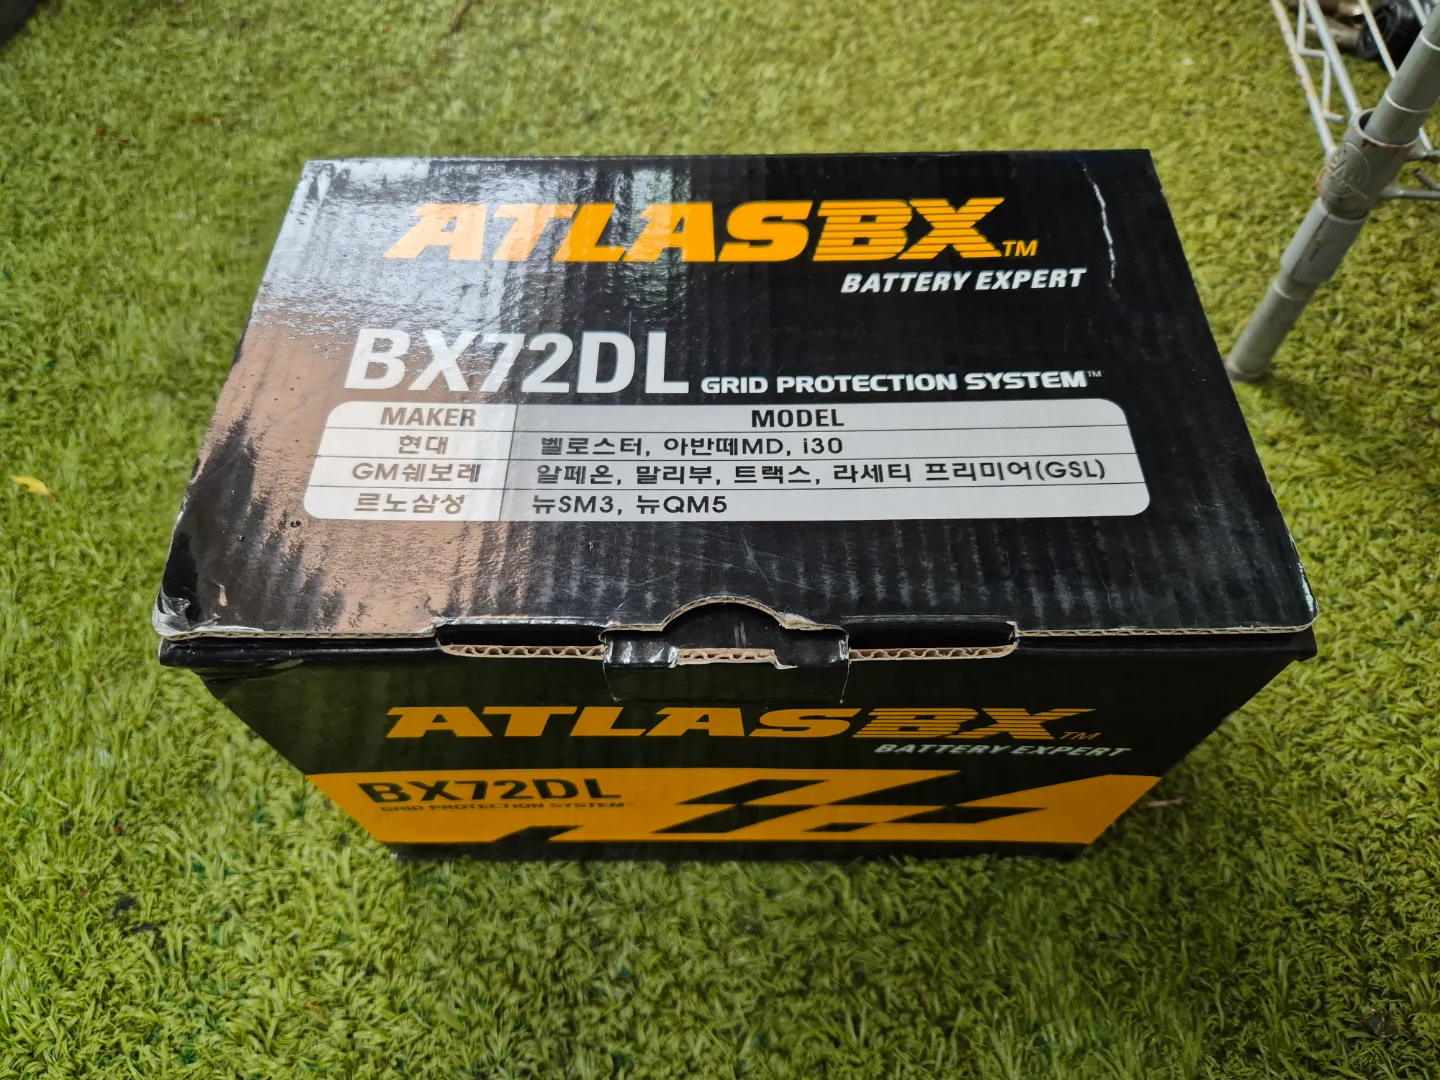 ATLASBX™
BATTERY EXPERT
BX72DL GRID PROTECTION SYSTEM™
MAKER MODEL
현대 벨로스터, 아반떼MD, i30
GM쉐보레 알페온, 말리부, 트랙스, 라세티 프리미어(GSL)
르노삼성 뉴SM3, 뉴QM5
ATLASBX™
BATTERY EXPERT
BX72DL
GRID PROTECTION SYSTEM™